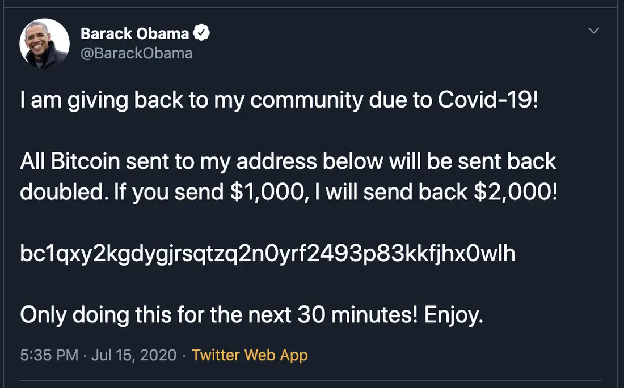 Barack Obama
@BarackObama
I am giving back to my community due to Covid-19!
All Bitcoin sent to my address below will be sent back
doubled. If you send $1,000, I will send back $2,000!
bc1qxy2kgdygjrsqtzq2n0yrf2493p83kkfjhx0wlh
Only doing this for the next 30 minutes! Enjoy.
5:35 PM · Jul 15, 2020 · Twitter Web App